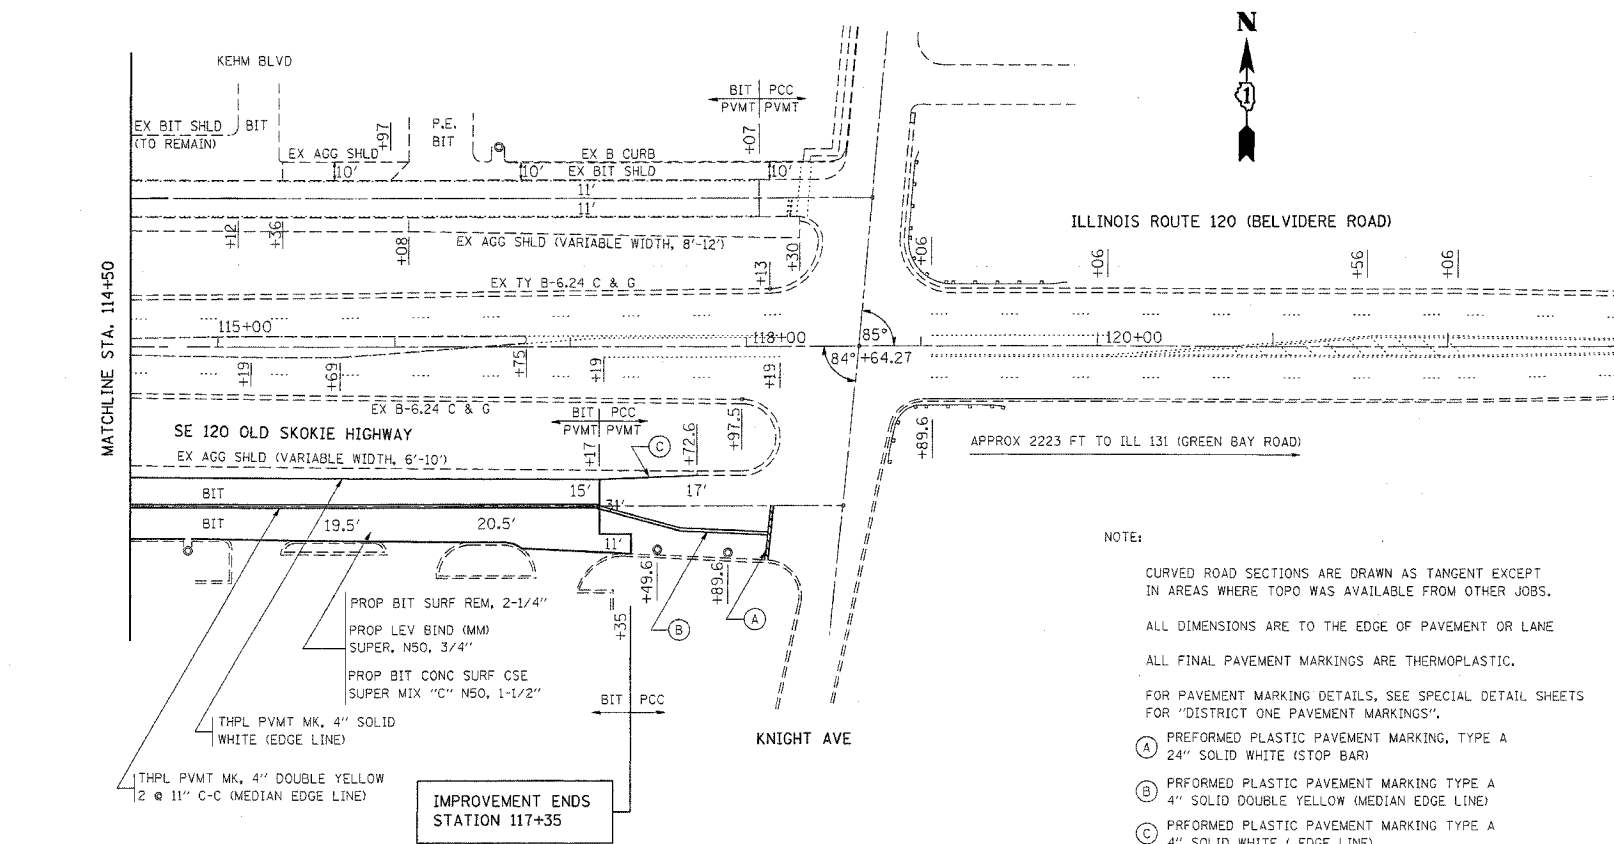 N
1
KEHM BLVD
EX BIT SHLD
(TO REMAIN)
BIT
EX AGG SHLD
+97
P.E.
BIT
BIT PCC
PVMT PVMT
+07
EX B CURB
10'
10'
EX BIT SHLD
10'
11'
11'
ILLINOIS ROUTE 120 (BELVIDERE ROAD)
+12
+36
+08
EX AGG SHLD (VARIABLE WIDTH, 8'-12')
+30
+13
+06
+06
+56
+06
EX TY B-6.24 C & G
MATCHLINE STA. 114+50
115+00
118+00
85°
120+00
84°
+64.27
+19
+69
+75
+19
+19
EX B-6.24 C & G
BIT PCC
PVMT PVMT
SE 120 OLD SKOKIE HIGHWAY
EX AGG SHLD (VARIABLE WIDTH, 6'-10')
+17
C
+72.6
+97.5
+89.6
APPROX 2223 FT TO ILL 131 (GREEN BAY ROAD)
BIT
15'
17'
31'
BIT
19.5'
20.5'
11'
+49.6
+89.6
+35
B
A
PROP BIT SURF REM, 2-1/4"
PROP LEV BIND (MM)
SUPER, N50, 3/4"
PROP BIT CONC SURF CSE
SUPER MIX "C" N50, 1-1/2"
THPL PVMT MK, 4" SOLID
WHITE (EDGE LINE)
THPL PVMT MK, 4" DOUBLE YELLOW
2 @ 11" C-C (MEDIAN EDGE LINE)
BIT PCC
KNIGHT AVE
IMPROVEMENT ENDS
STATION 117+35
NOTE:
CURVED ROAD SECTIONS ARE DRAWN AS TANGENT EXCEPT
IN AREAS WHERE TOPO WAS AVAILABLE FROM OTHER JOBS.
ALL DIMENSIONS ARE TO THE EDGE OF PAVEMENT OR LANE
ALL FINAL PAVEMENT MARKINGS ARE THERMOPLASTIC.
FOR PAVEMENT MARKING DETAILS, SEE SPECIAL DETAIL SHEETS
FOR "DISTRICT ONE PAVEMENT MARKINGS".
A PREFORMED PLASTIC PAVEMENT MARKING, TYPE A
24" SOLID WHITE (STOP BAR)
B PRFORMED PLASTIC PAVEMENT MARKING TYPE A
4" SOLID DOUBLE YELLOW (MEDIAN EDGE LINE)
C PRFORMED PLASTIC PAVEMENT MARKING TYPE A
4" SOLID WHITE ( EDGE LINE)